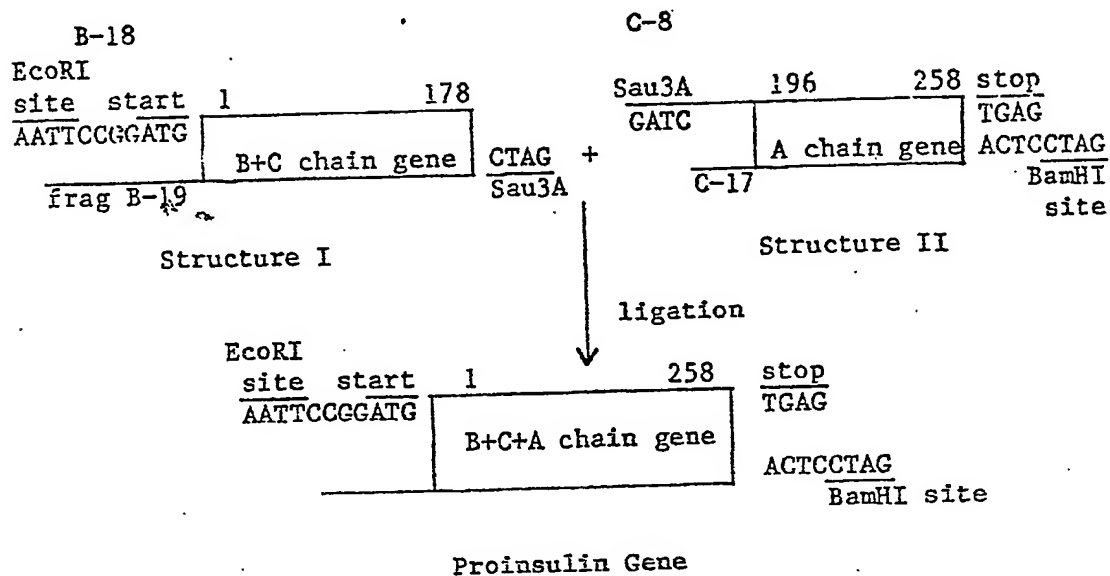 B-18
C-8
EcoRI
site start 1 178
AATTCCGGATG
B+C chain gene
CTAG
Sau3A
frag B-19
Structure I
+
Sau3A 196 258 stop
GATC TGAG
A chain gene ACTCCTAG
C-17 BamHI
site
Structure II
ligation
EcoRI
site start 1 258 stop
AATTCCGGATG TGAG
B+C+A chain gene
ACTCCTAG
BamHI site
Proinsulin Gene